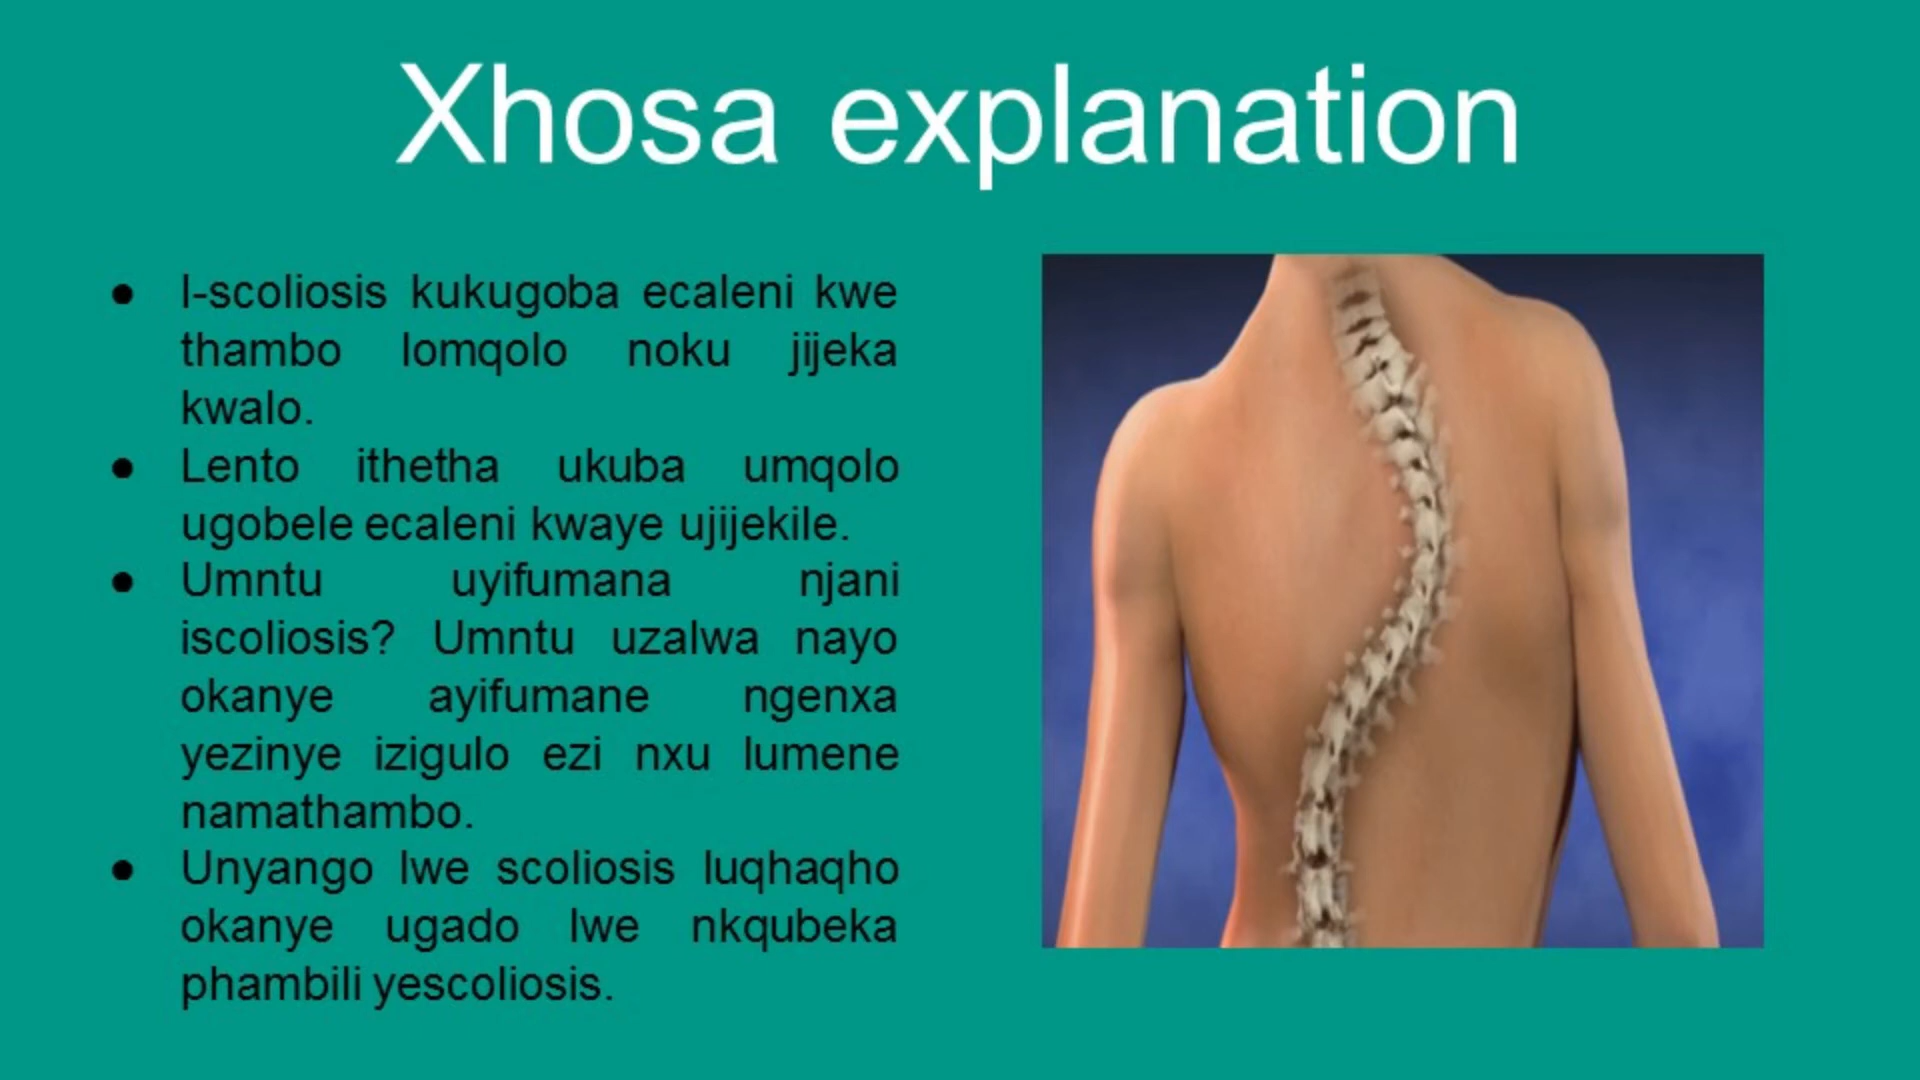 Xhosa explanation
● I-scoliosis kukugoba ecaleni kwe
thambo lomqolo noku jijeka
kwalo.
● Lento ithetha ukuba umqolo
ugobele ecaleni kwaye ujijekile.
● Umntu uyifumana njani
iscoliosis? Umntu uzalwa nayo
okanye ayifumane ngenxa
yezinye izigulo ezi nxu lumene
namathambo.
● Unyango lwe scoliosis luqhaqho
okanye ugado lwe nkqubeka
phambili yescoliosis.